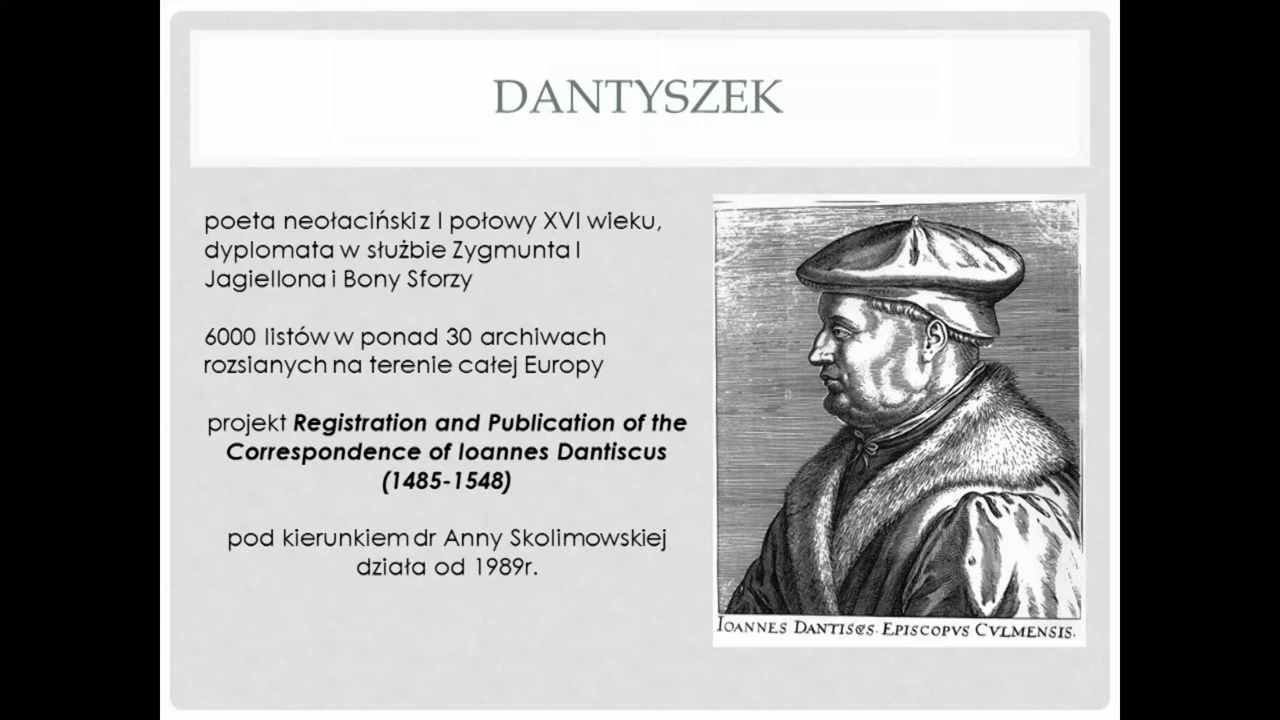 DANTYSZEK
poeta neołaciński z I połowy XVI wieku,
dyplomata w służbie Zygmunta I
Jagiellona i Bony Sforzy
6000 listów w ponad 30 archiwach
rozsianych na terenie całej Europy
projekt Registration and Publication of the
Correspondence of Ioannes Dantiscus
(1485-1548)
pod kierunkiem dr Anny Skolimowskiej
działa od 1989r.
IOANNES DANTISCVS. EPISCOPVS CVLMENSIS.